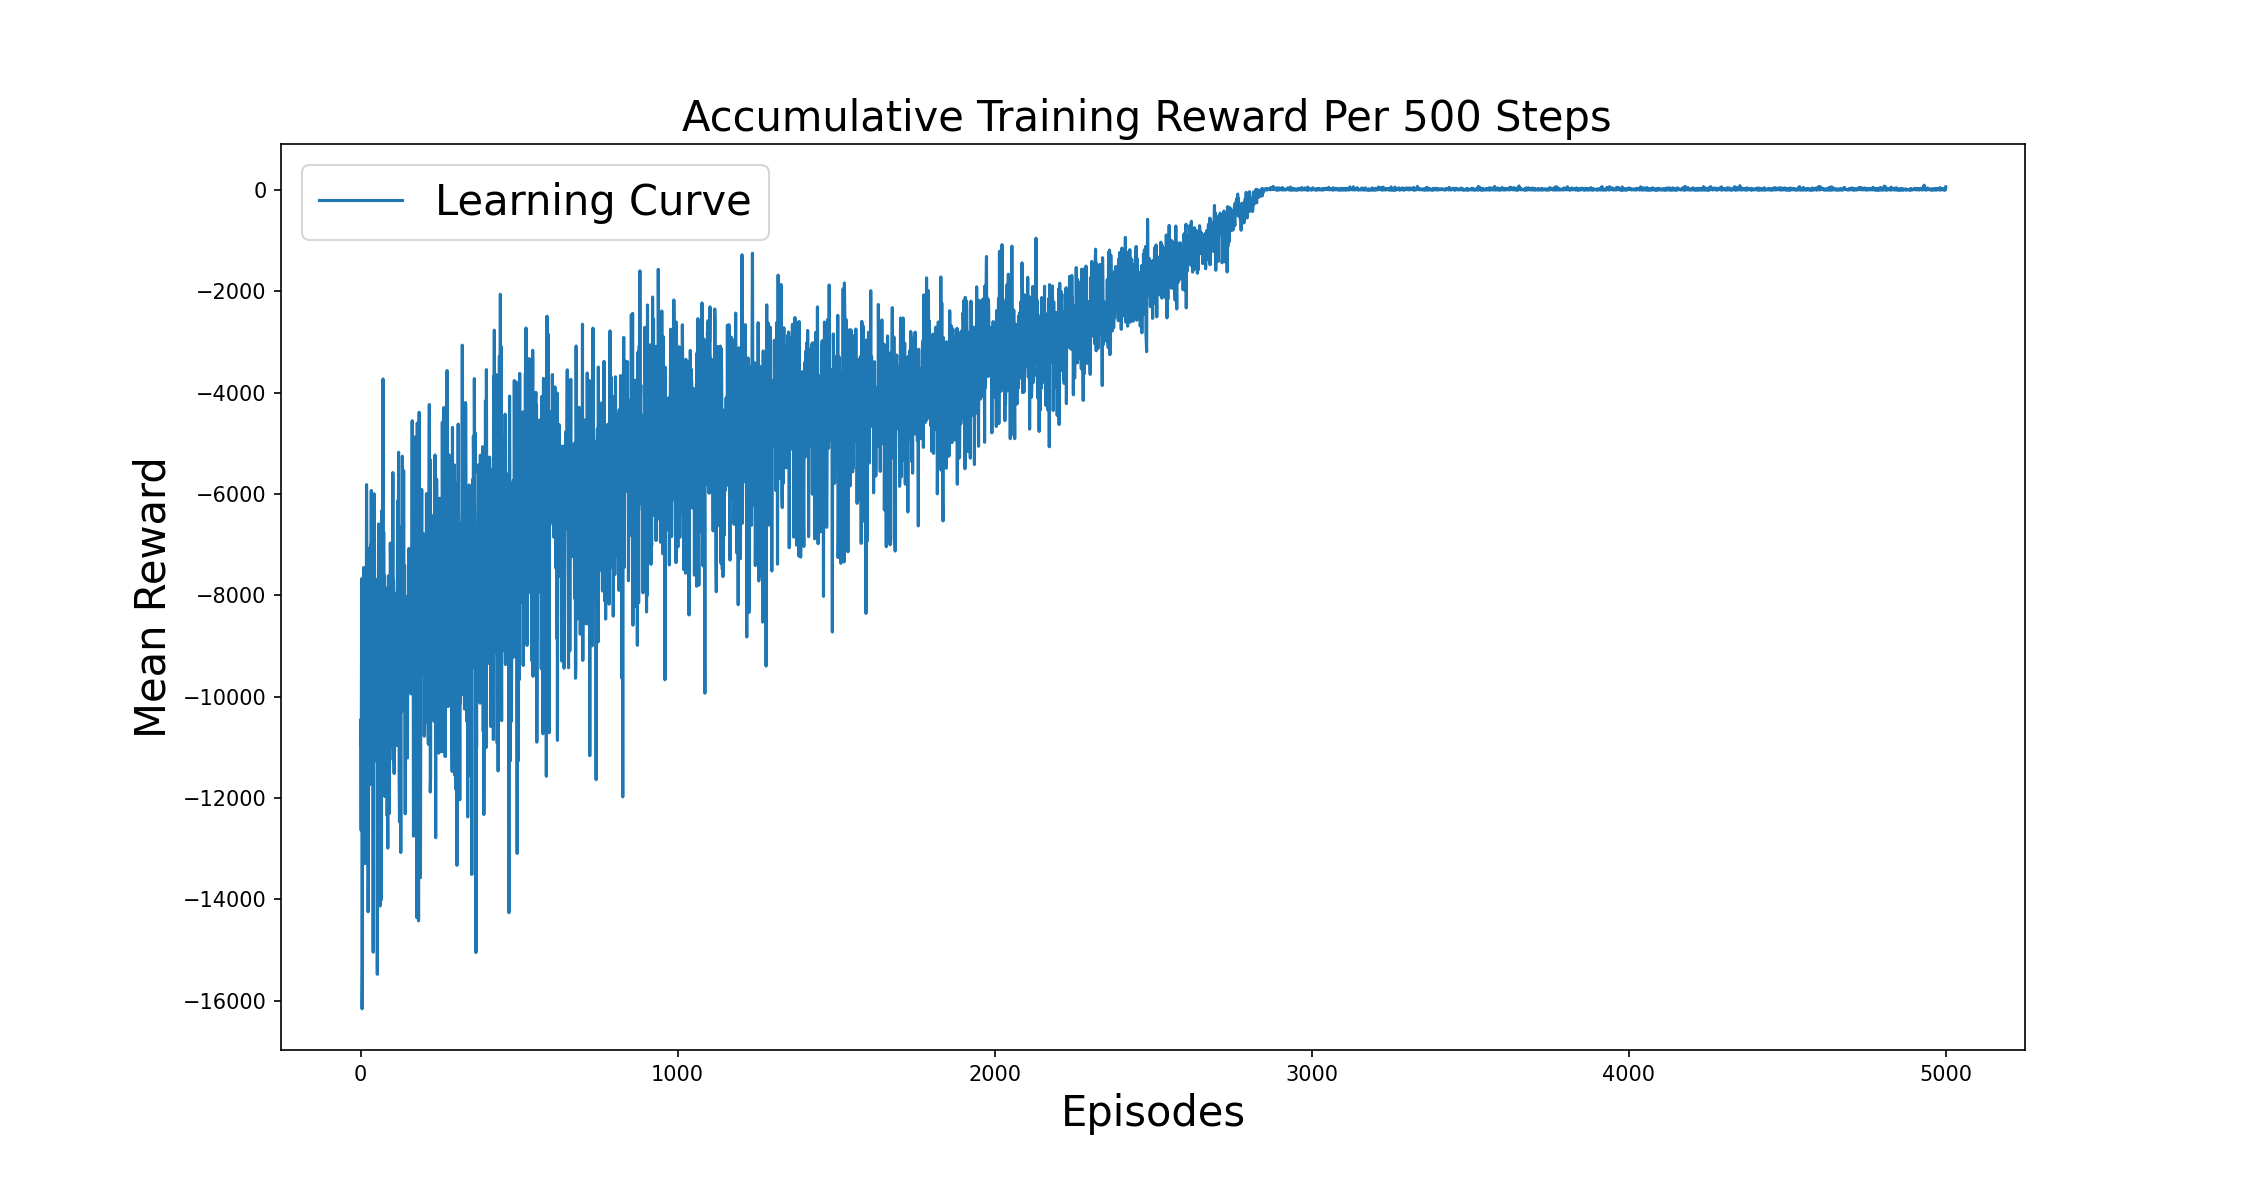 Accumulative Training Reward Per 500 Steps
Learning Curve
Mean Reward
0
−2000
−4000
−6000
−8000
−10000
−12000
−14000
−16000
0 1000 2000 3000 4000 5000
Episodes